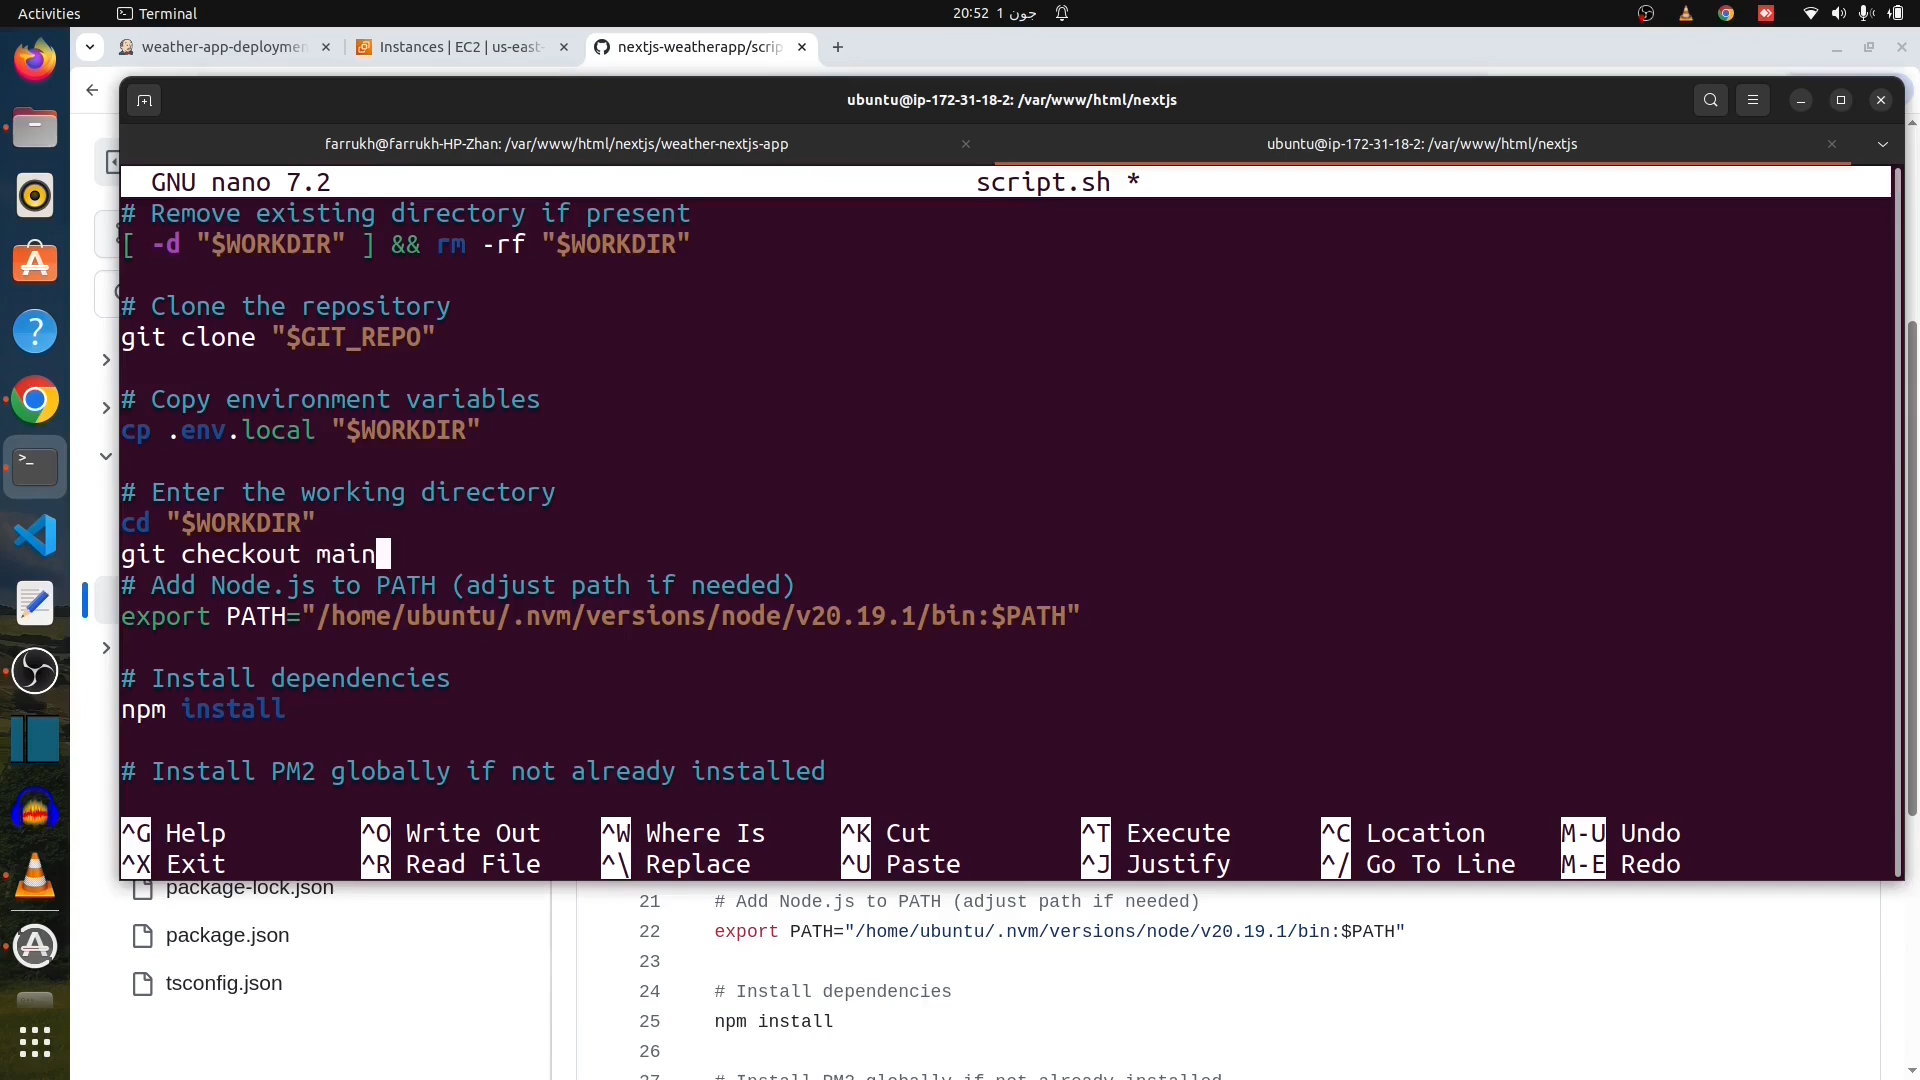 Activities
Terminal
20:52 1 جون
weather-app-deploymen
Instances | EC2 | us-east-
nextjs-weatherapp/scrip
ubuntu@ip-172-31-18-2: /var/www/html/nextjs
farrukh@farrukh-HP-Zhan: /var/www/html/nextjs/weather-nextjs-app
ubuntu@ip-172-31-18-2: /var/www/html/nextjs
GNU nano 7.2 script.sh *
# Remove existing directory if present
[ -d "$WORKDIR" ] && rm -rf "$WORKDIR"
# Clone the repository
git clone "$GIT_REPO"
# Copy environment variables
cp .env.local "$WORKDIR"
# Enter the working directory
cd "$WORKDIR"
git checkout main
# Add Node.js to PATH (adjust path if needed)
export PATH="/home/ubuntu/.nvm/versions/node/v20.19.1/bin:$PATH"
# Install dependencies
npm install
# Install PM2 globally if not already installed
^G Help ^O Write Out ^W Where Is ^K Cut ^T Execute ^C Location M-U Undo
^X Exit ^R Read File ^\ Replace ^U Paste ^J Justify ^/ Go To Line M-E Redo
package-lock.json
package.json
tsconfig.json
21 # Add Node.js to PATH (adjust path if needed)
22 export PATH="/home/ubuntu/.nvm/versions/node/v20.19.1/bin:$PATH"
23
24 # Install dependencies
25 npm install
26
27 # Install PM2 globally if not already installed